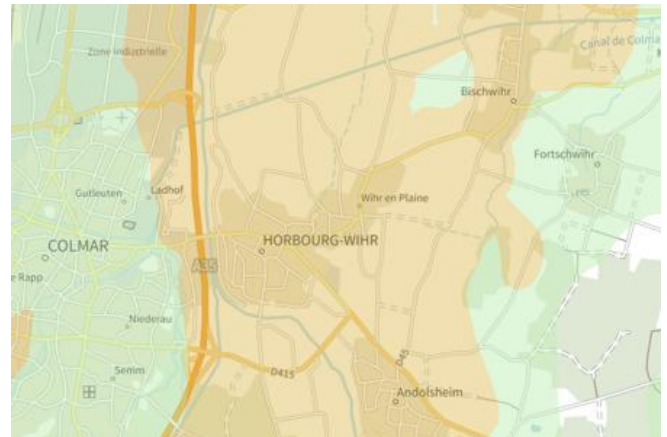 Canal de Colma
Zone Industrielle
Bischwihr
Fortschwihr
Gutleuten
Ladhof
Wihr en Plaine
COLMAR
HORBOURG-WIHR
e Rapp
A35
Niederau
D45
Semm
D415
Andolsheim